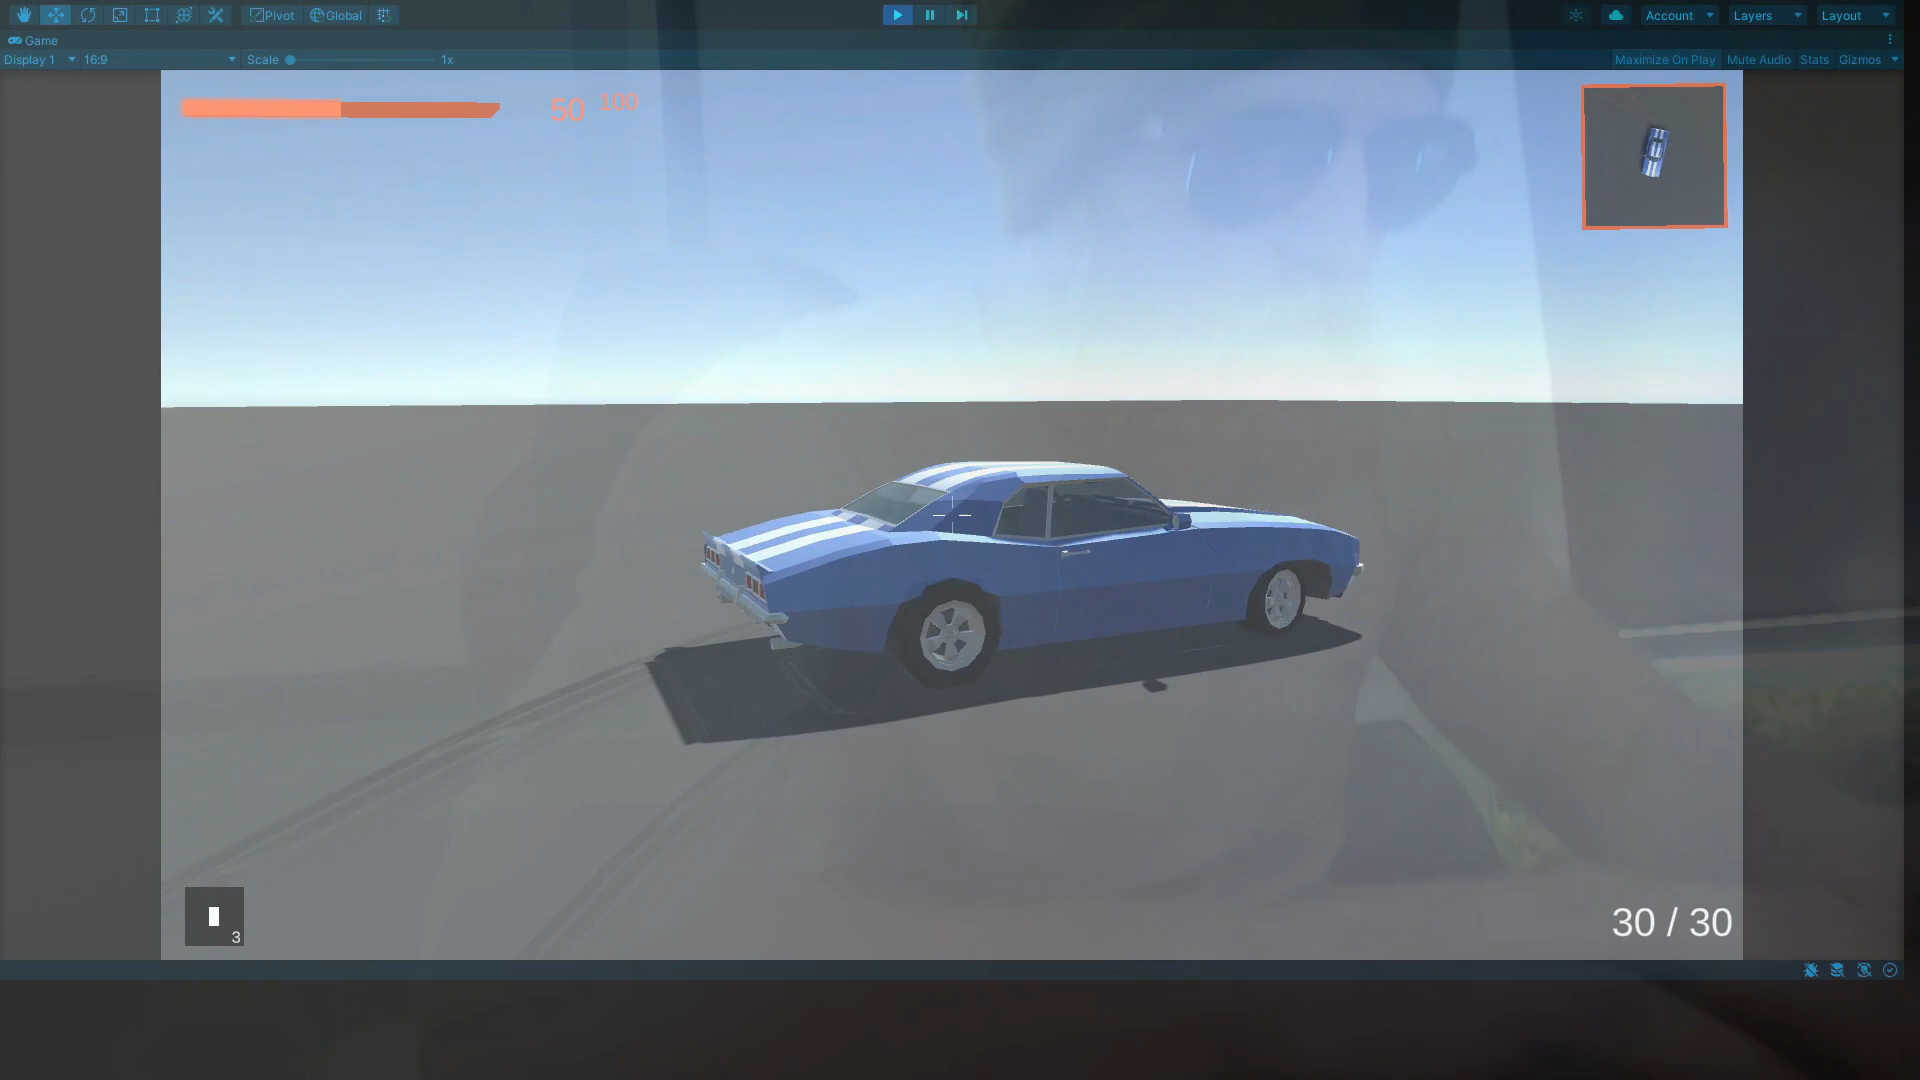 Pivot Global Account Layers Layout
Game
Display 1 16:9 Scale 1x Maximize On Play Mute Audio Stats Gizmos
50 100
3
30 / 30